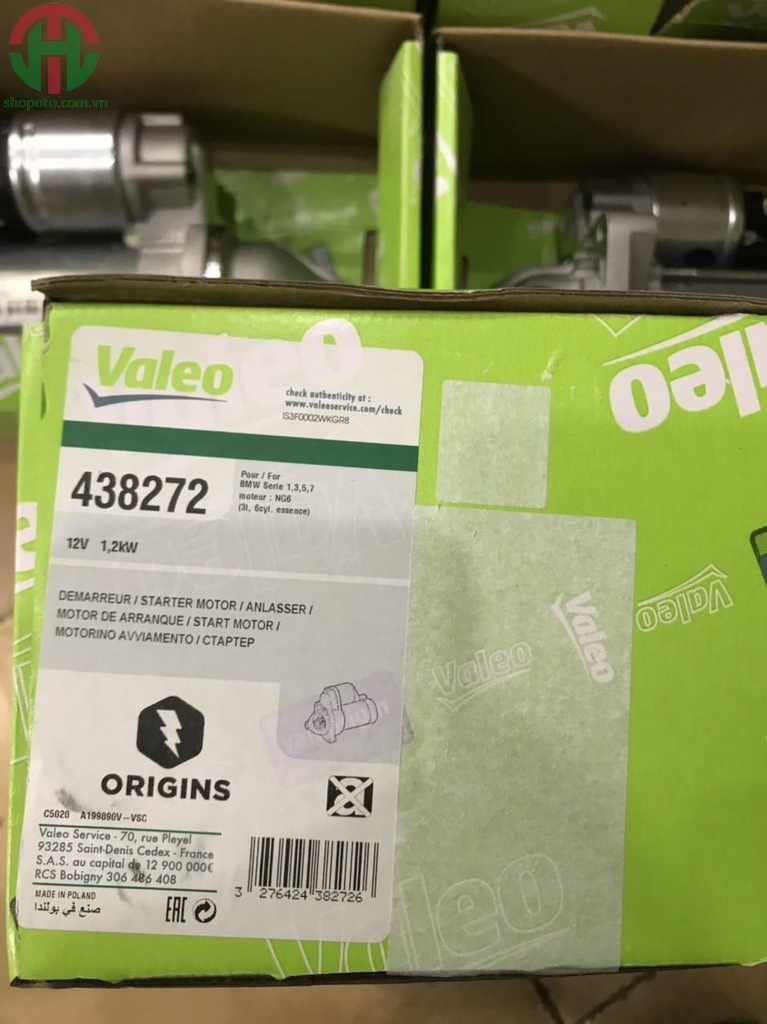 shopoto.com.vn
Valeo
check authenticity at :
www.valeoservice.com/check
IS3F0002WKGR8
438272
Pour / For
BMW Serie 1,3,5,7
moteur : NG6
(3l, 6cyl. essence)
12V 1,2kW
DEMARREUR / STARTER MOTOR / ANLASSER /
MOTOR DE ARRANQUE / START MOTOR /
MOTORINO AVVIAMENTO / СТАРТЕР
ORIGINS
C5020 A199890V-VSC
Valeo Service - 70, rue Pleyel
93285 Saint-Denis Cedex - France
S.A.S. au capital de 12 900 000€
RCS Bobigny 306 486 408
MADE IN POLAND
صنع في بولندا
EAC
3 276424 382726
Valeo
Valeo
Valeo
Valeo
Valeo